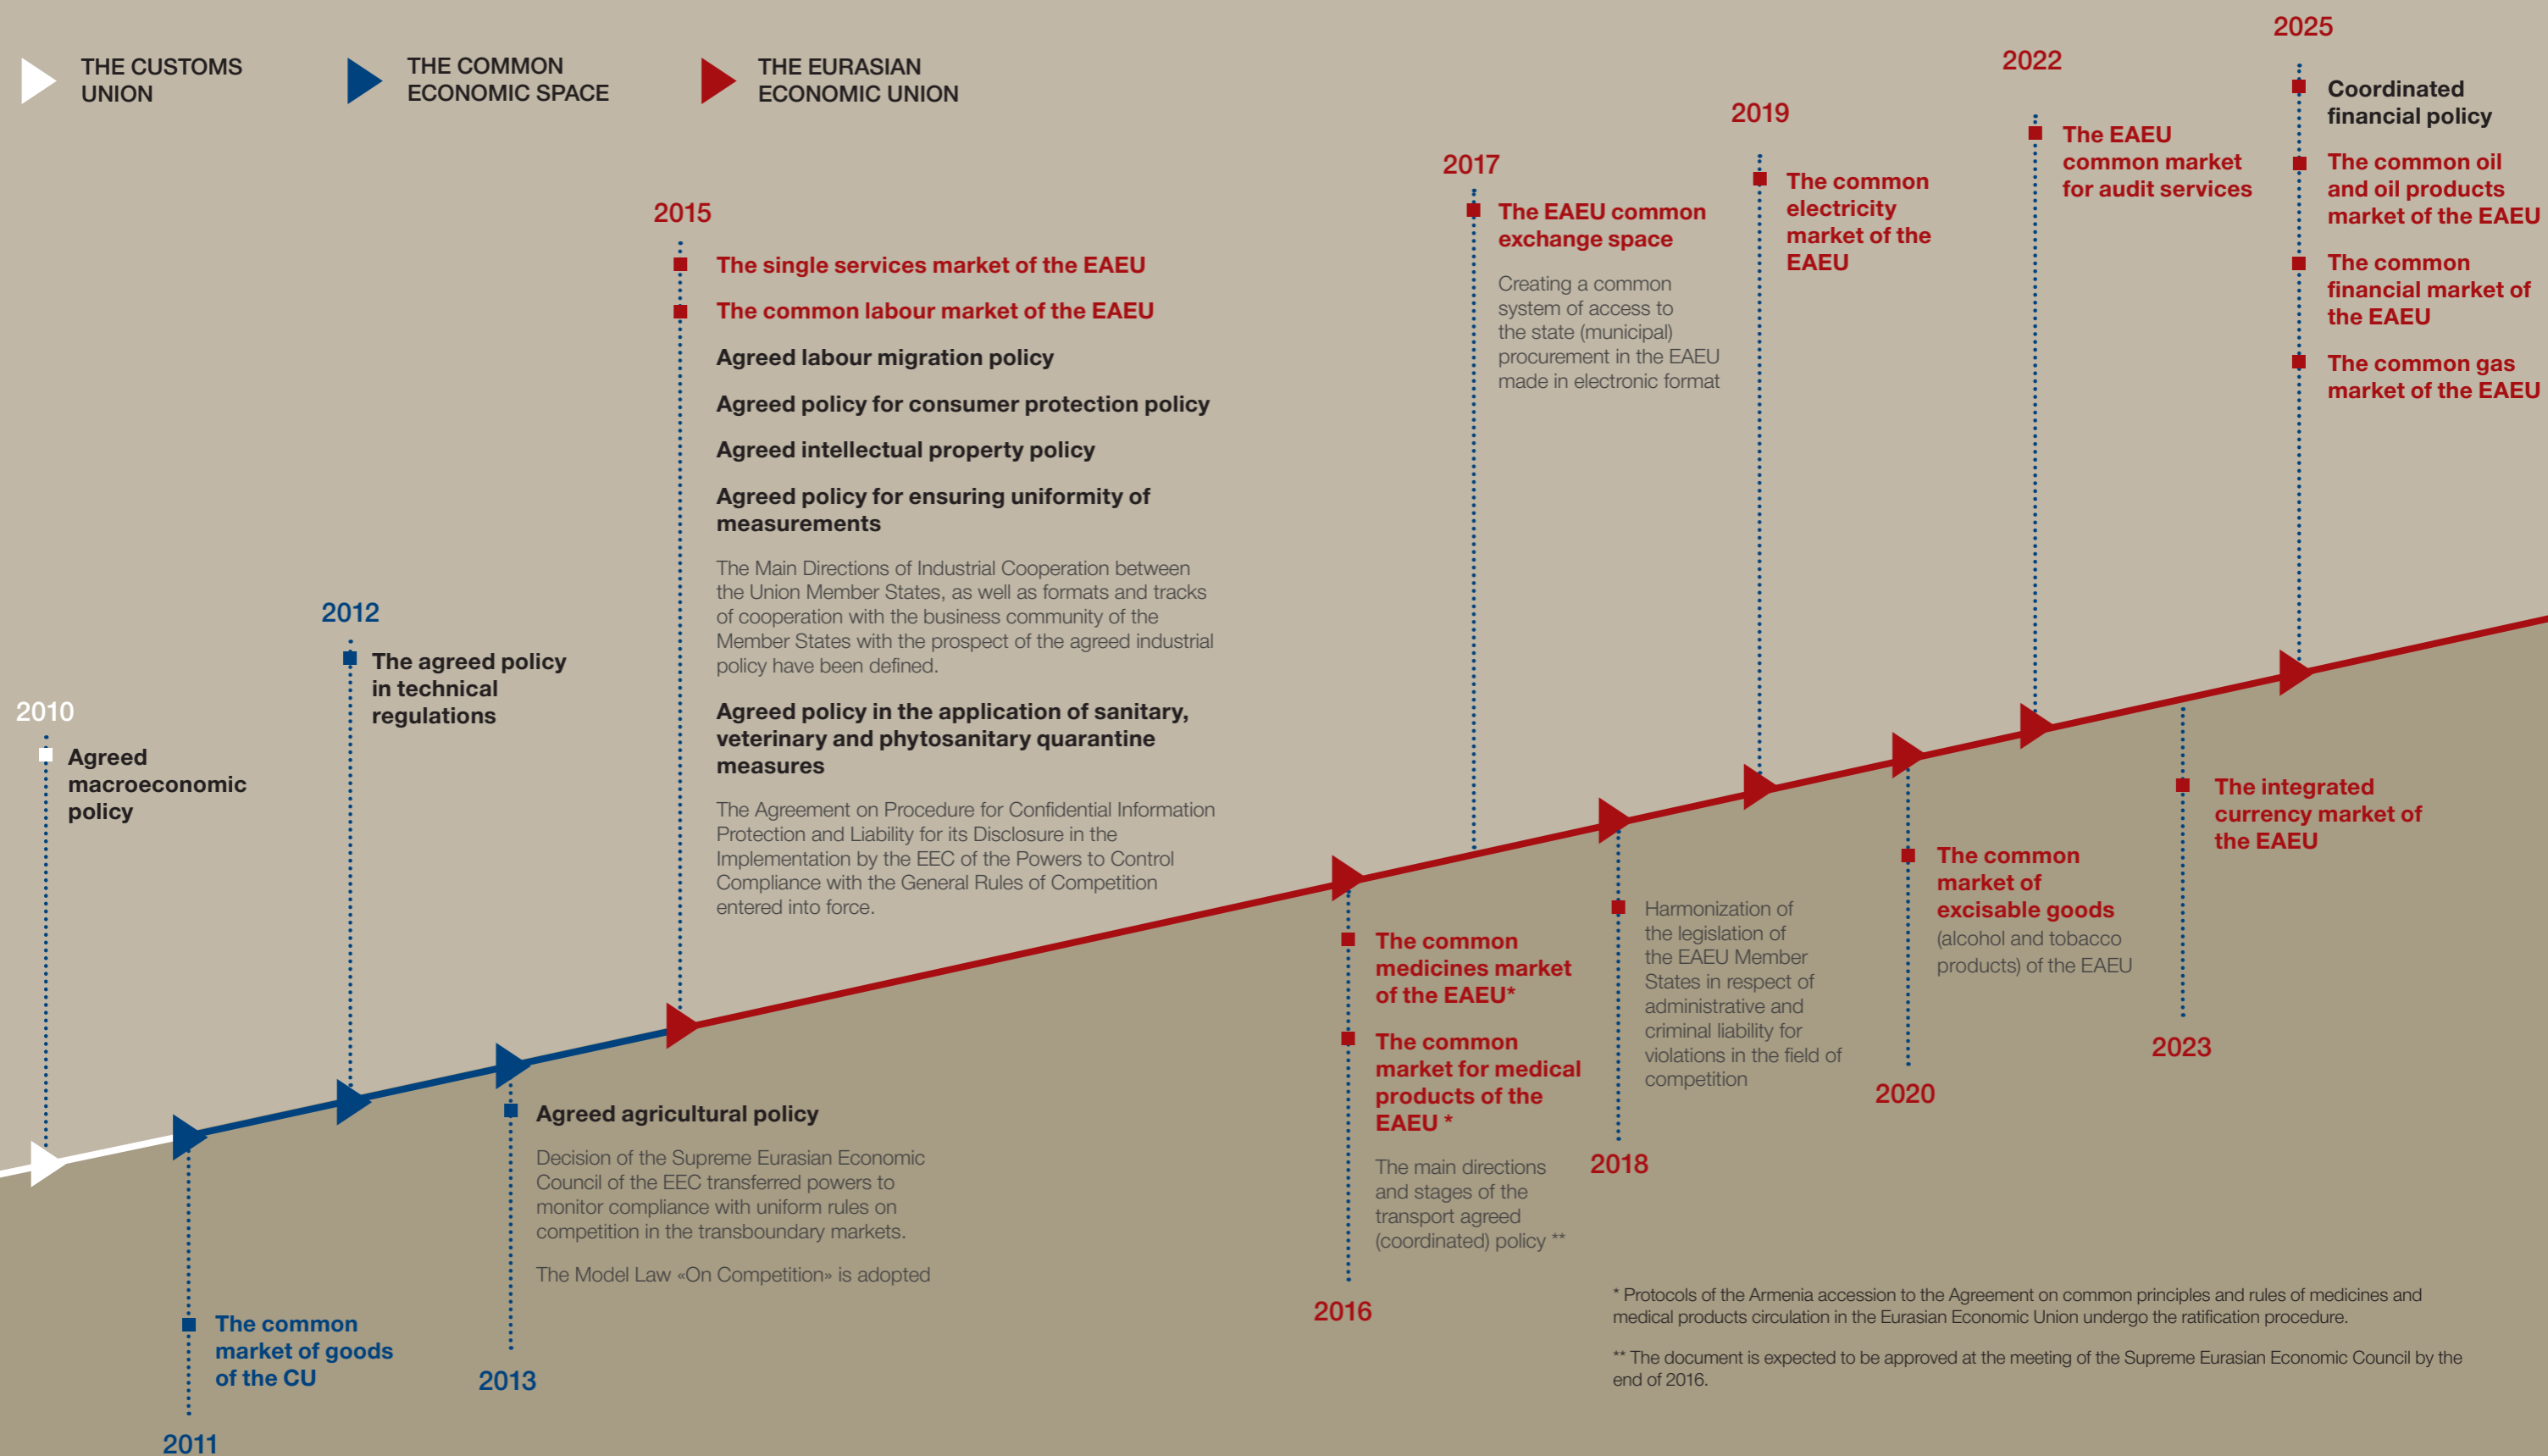 THE CUSTOMS
UNION
THE COMMON
ECONOMIC SPACE
THE EURASIAN
ECONOMIC UNION
2010
Agreed
macroeconomic
policy
2011
The common
market of goods
of the CU
2012
The agreed policy
in technical
regulations
2013
Agreed agricultural policy
Decision of the Supreme Eurasian Economic
Council of the EEC transferred powers to
monitor compliance with uniform rules on
competition in the transboundary markets.
The Model Law «On Competition» is adopted
2015
The single services market of the EAEU
The common labour market of the EAEU
Agreed labour migration policy
Agreed policy for consumer protection policy
Agreed intellectual property policy
Agreed policy for ensuring uniformity of
measurements
The Main Directions of Industrial Cooperation between
the Union Member States, as well as formats and tracks
of cooperation with the business community of the
Member States with the prospect of the agreed industrial
policy have been defined.
Agreed policy in the application of sanitary,
veterinary and phytosanitary quarantine
measures
The Agreement on Procedure for Confidential Information
Protection and Liability for its Disclosure in the
Implementation by the EEC of the Powers to Control
Compliance with the General Rules of Competition
entered into force.
2016
The common
medicines market
of the EAEU*
The common
market for medical
products of the
EAEU *
The main directions
and stages of the
transport agreed
(coordinated) policy **
2017
The EAEU common
exchange space
Creating a common
system of access to
the state (municipal)
procurement in the EAEU
made in electronic format
2018
Harmonization of
the legislation of
the EAEU Member
States in respect of
administrative and
criminal liability for
violations in the field of
competition
2019
The common
electricity
market of the
EAEU
2020
The common
market of
excisable goods
(alcohol and tobacco
products) of the EAEU
2022
The EAEU
common market
for audit services
2023
The integrated
currency market of
the EAEU
2025
Coordinated
financial policy
The common oil
and oil products
market of the EAEU
The common
financial market of
the EAEU
The common gas
market of the EAEU
* Protocols of the Armenia accession to the Agreement on common principles and rules of medicines and
medical products circulation in the Eurasian Economic Union undergo the ratification procedure.
** The document is expected to be approved at the meeting of the Supreme Eurasian Economic Council by the
end of 2016.